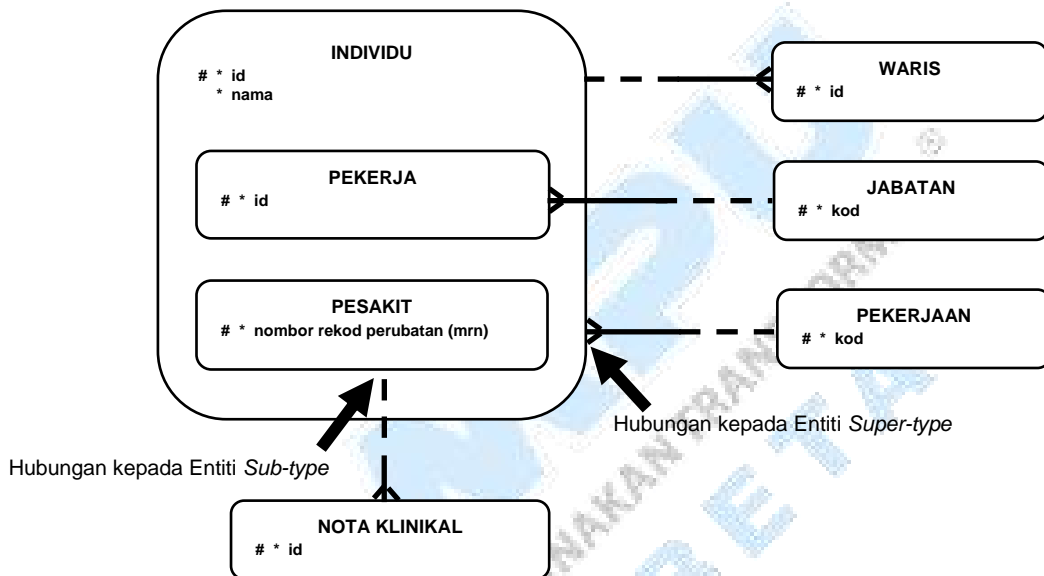 INDIVIDU
# * id
* nama
PEKERJA
# * id
PESAKIT
# * nombor rekod perubatan (mrn)
WARIS
# * id
JABATAN
# * kod
PEKERJAAN
# * kod
Hubungan kepada Entiti Super-type
Hubungan kepada Entiti Sub-type
NOTA KLINIKAL
# * id